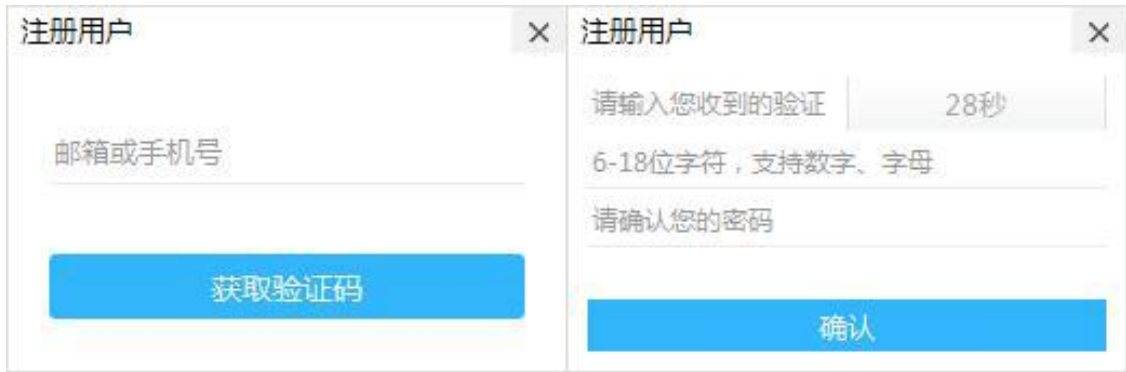 注册用户
邮箱或手机号
获取验证码
注册用户
请输入您收到的验证
28秒
6-18位字符，支持数字、字母
请确认您的密码
确认